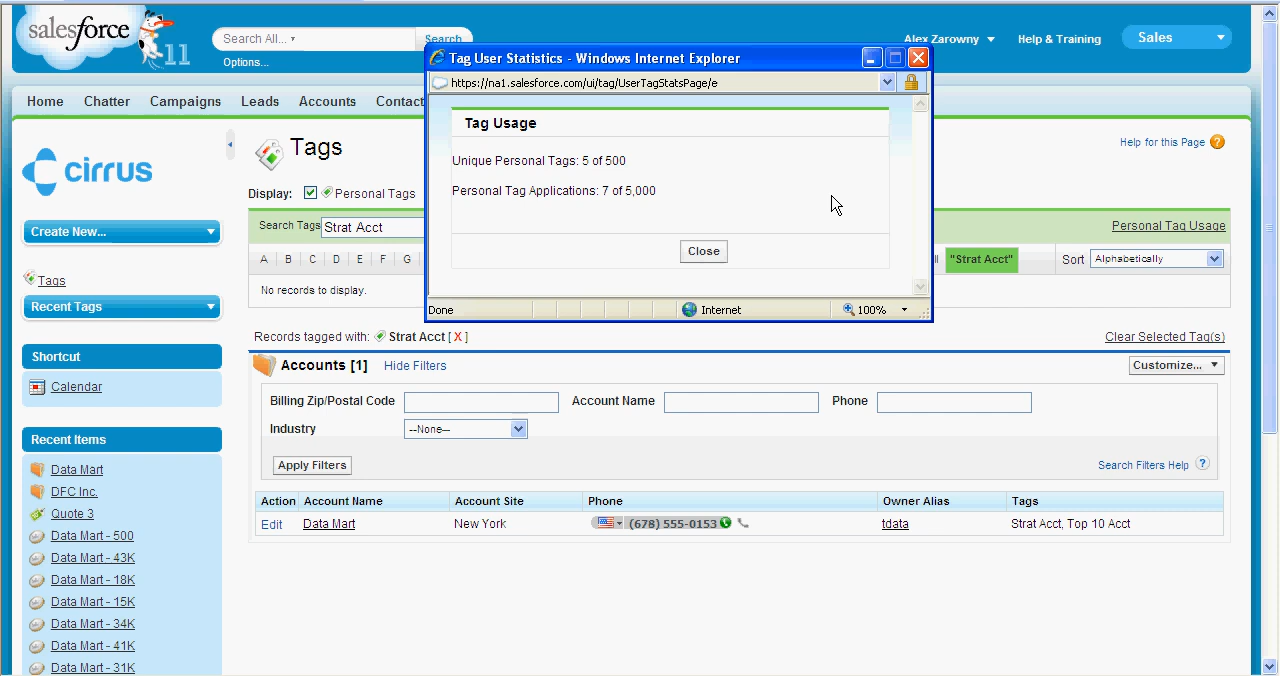 salesforce
11
Search All...
Search
Options...
Alex Zarowny
Help & Training
Sales
Tag User Statistics - Windows Internet Explorer
https://na1.salesforce.com/ui/tag/UserTagStatsPage/e
Tag Usage
Unique Personal Tags: 5 of 500
Personal Tag Applications: 7 of 5,000
Close
Done
Internet
100%
Home Chatter Campaigns Leads Accounts Contact
cirrus
Tags
Help for this Page ?
Display: Personal Tags
Create New...
Search Tags Strat Acct
Personal Tag Usage
A B C D E F G
"Strat Acct"
Sort Alphabetically
Tags
No records to display.
Recent Tags
Records tagged with: Strat Acct [ X ]
Clear Selected Tag(s)
Shortcut
Calendar
Accounts [1] Hide Filters
Customize...
Billing Zip/Postal Code Account Name Phone
Industry --None--
Apply Filters
Search Filters Help ?
Recent Items
Data Mart
DFC Inc.
Quote 3
Data Mart - 500
Data Mart - 43K
Data Mart - 18K
Data Mart - 15K
Data Mart - 34K
Data Mart - 41K
Data Mart - 31K
Action Account Name Account Site Phone Owner Alias Tags
Edit Data Mart New York (678) 555-0153 tdata Strat Acct, Top 10 Acct